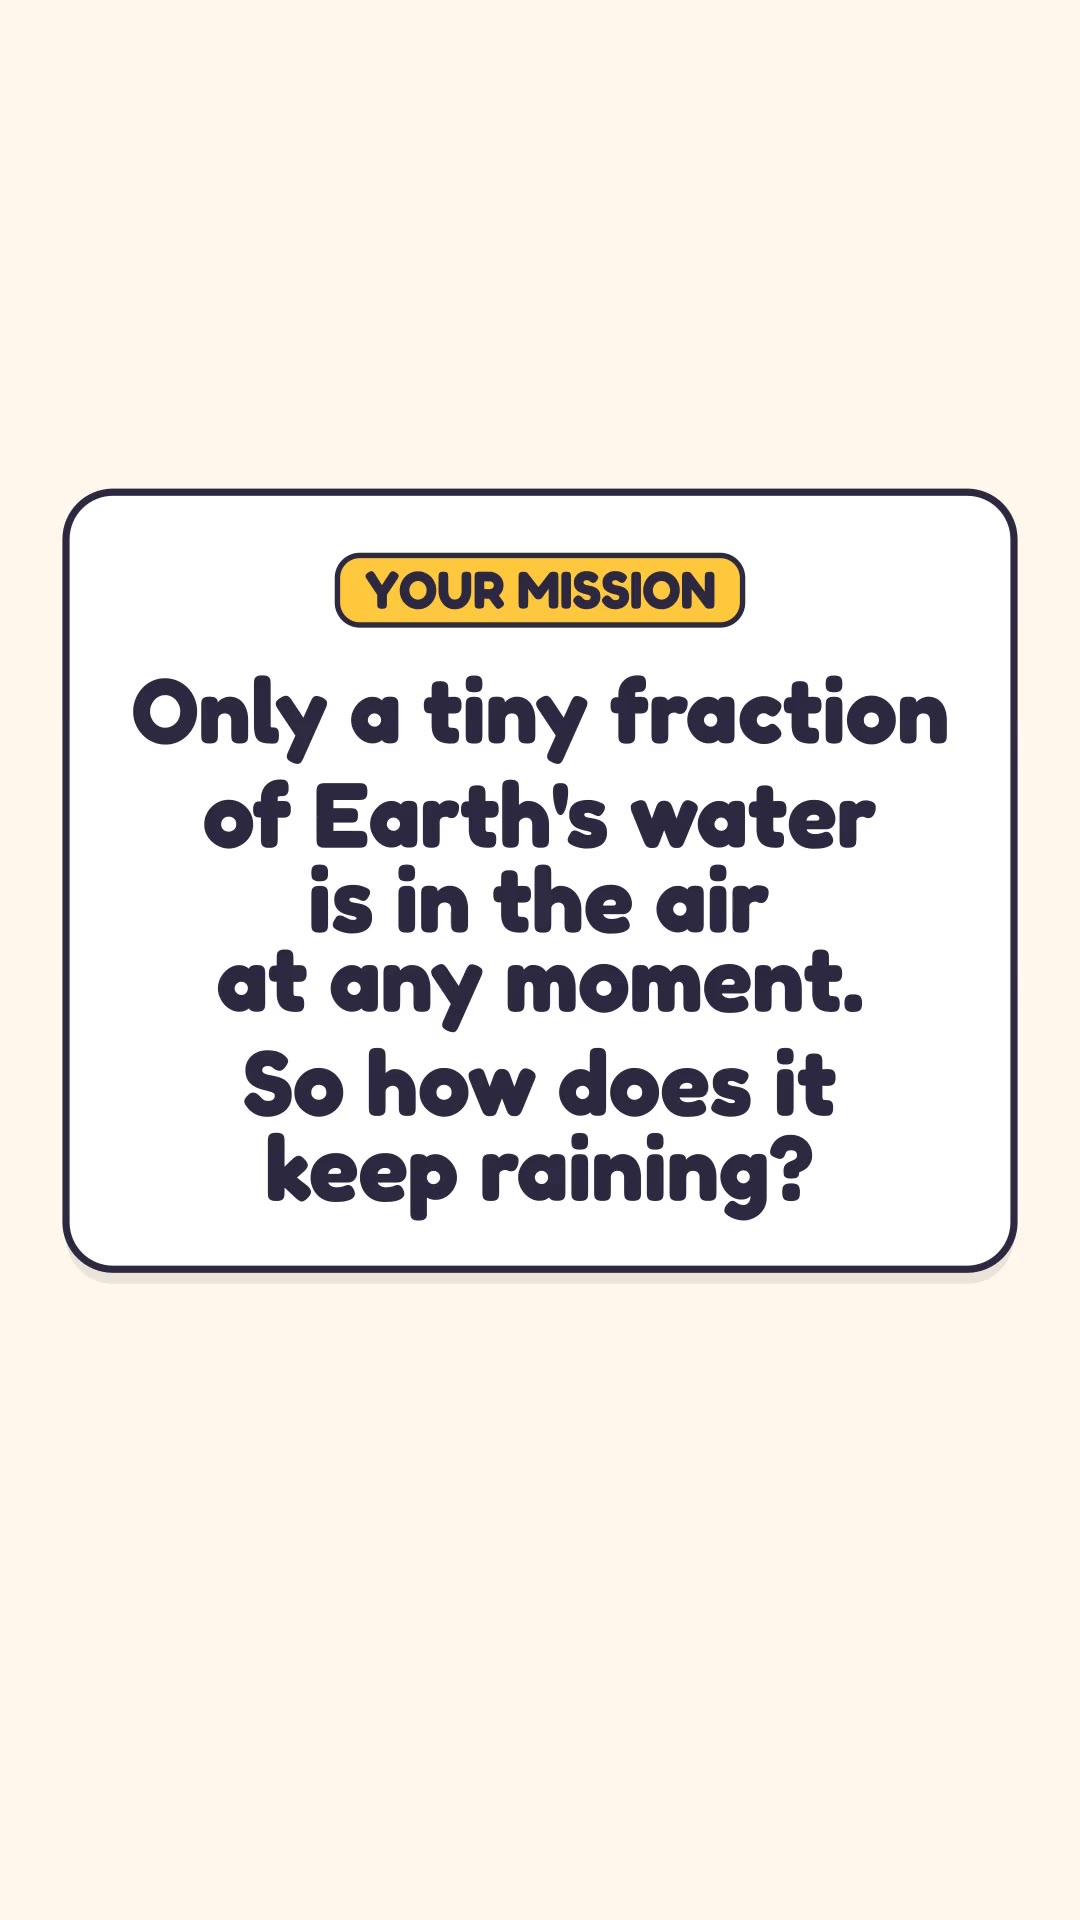 YOUR MISSION
Only a tiny fraction
of Earth's water
is in the air
at any moment.
So how does it
keep raining?